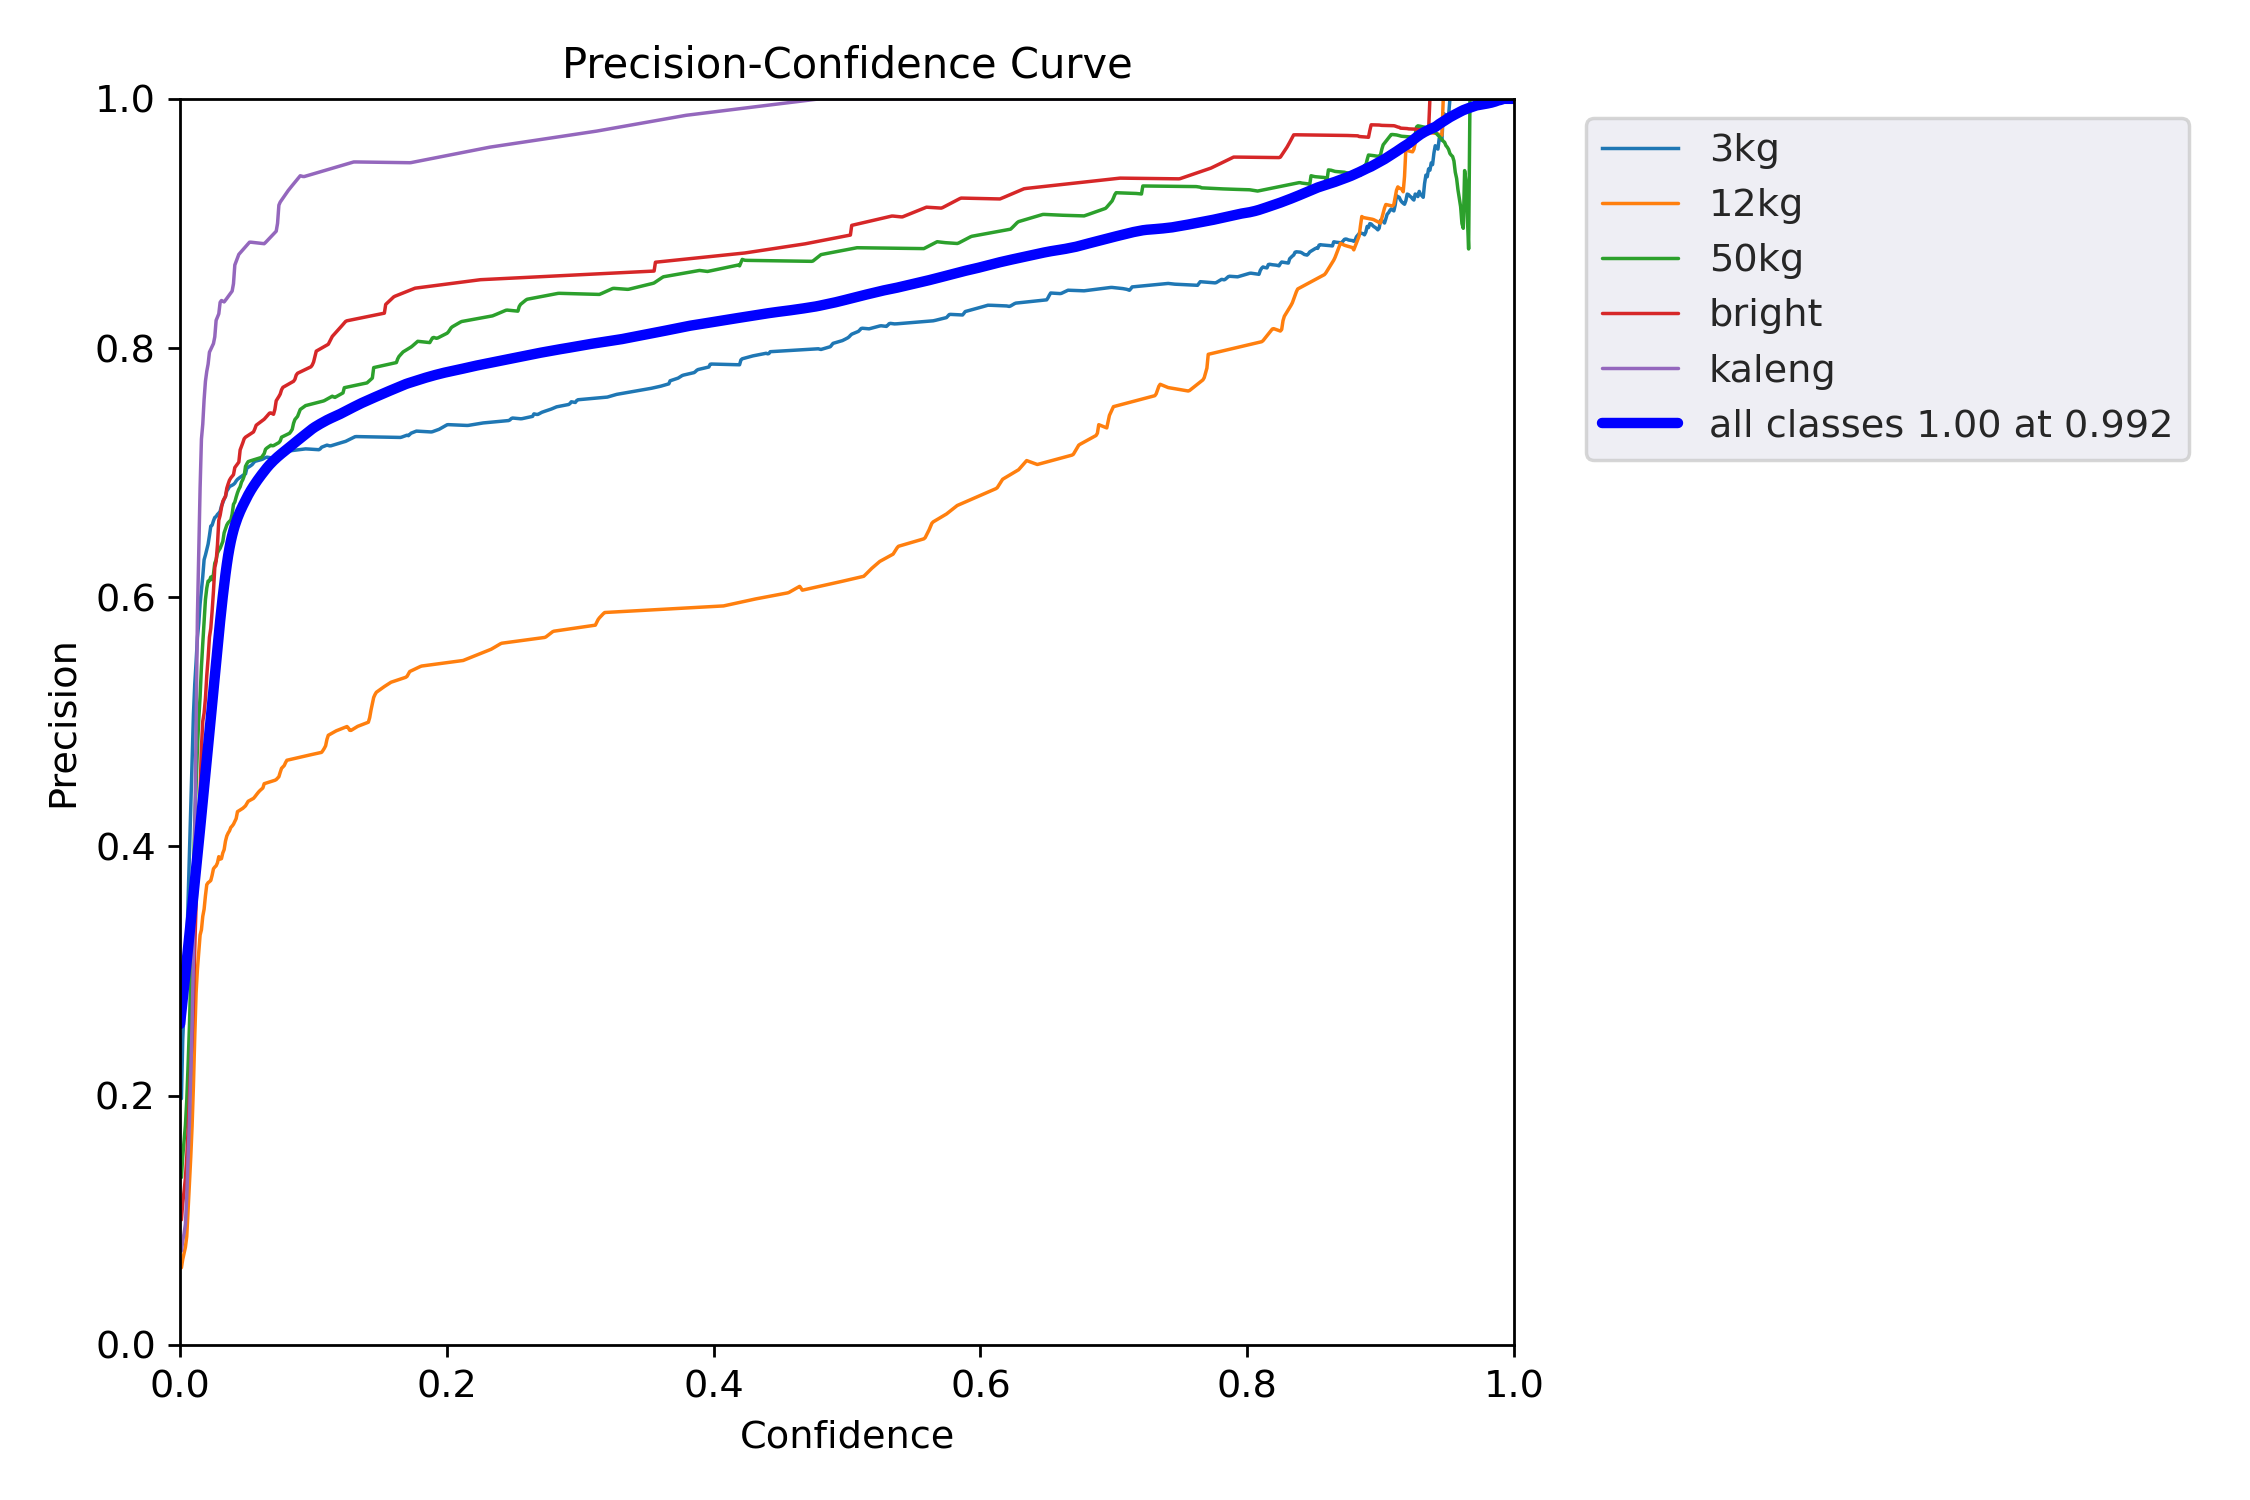 Precision-Confidence Curve
1.0
0.8
0.6
0.4
0.2
0.0
Precision
0.0 0.2 0.4 0.6 0.8 1.0
Confidence
3kg
12kg
50kg
bright
kaleng
all classes 1.00 at 0.992